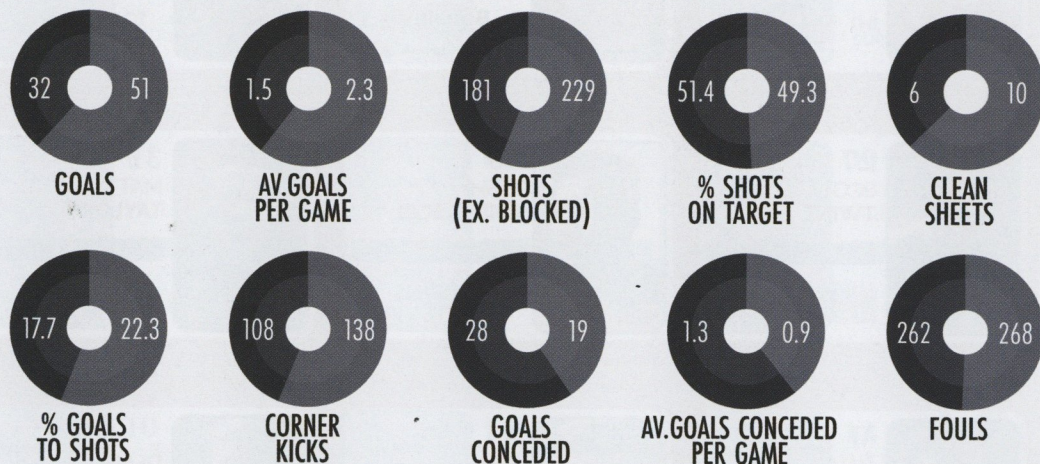 32 51
1.5 2.3
181 229
51.4 49.3
6 10
GOALS
AV.GOALS
PER GAME
SHOTS
(EX. BLOCKED)
% SHOTS
ON TARGET
CLEAN
SHEETS
17.7 22.3
108 138
28 19
1.3 0.9
262 268
% GOALS
TO SHOTS
CORNER
KICKS
GOALS
CONCEDED
AV.GOALS CONCEDED
PER GAME
FOULS